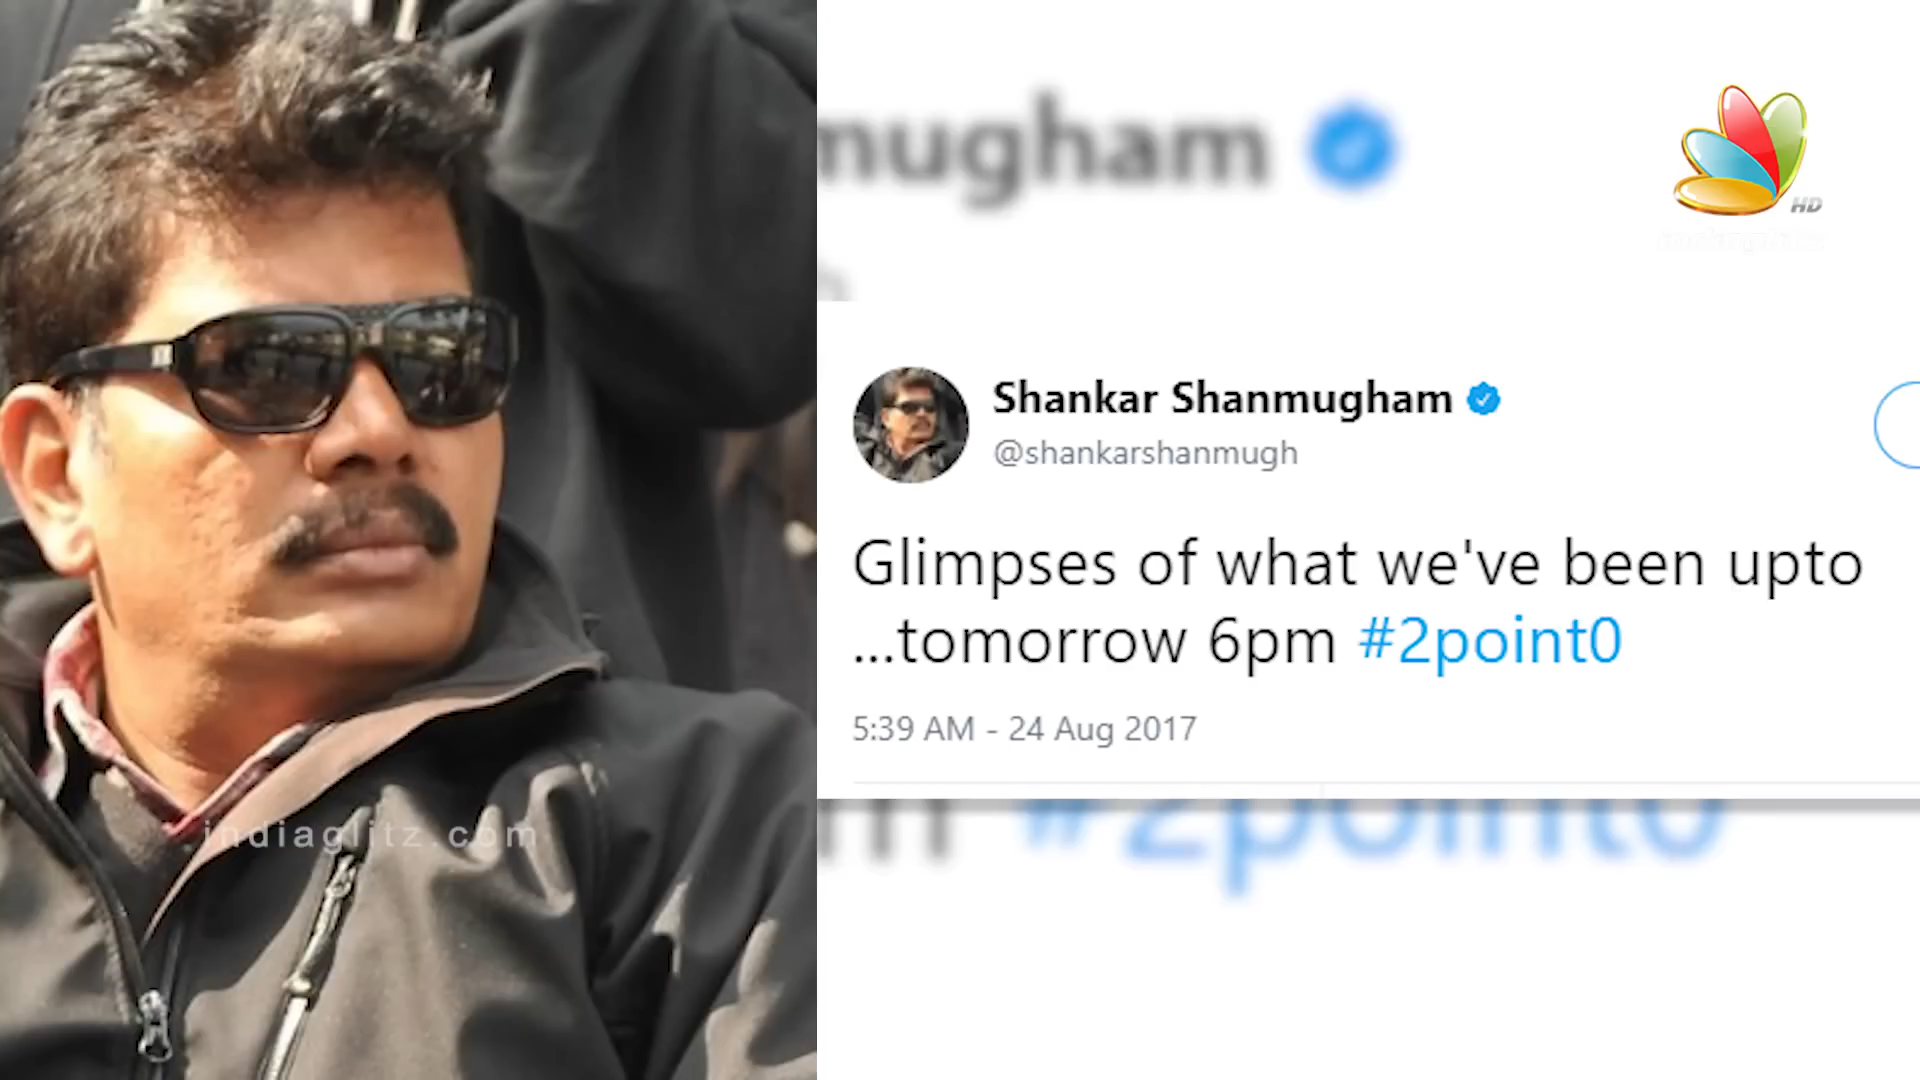 mugham
HD
Shankar Shanmugham
@shankarshanmugh
Glimpses of what we've been upto
...tomorrow 6pm #2point0
5:39 AM - 24 Aug 2017
indiaglitz.com
m #2point0